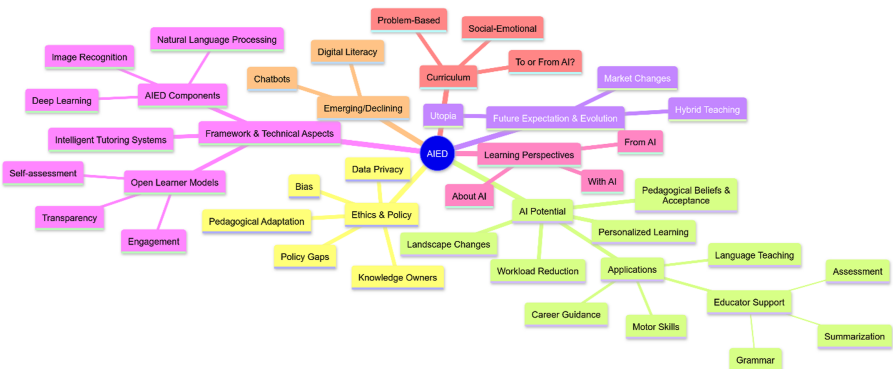 Problem-Based
Social-Emotional
Natural Language Processing
Digital Literacy
Image Recognition
To or From AI?
Chatbots
Curriculum
Market Changes
AIED Components
Deep Learning
Emerging/Declining
Utopia
Future Expectation & Evolution
Hybrid Teaching
Framework & Technical Aspects
Intelligent Tutoring Systems
AIED
Learning Perspectives
From AI
Self-assessment
Open Learner Models
Data Privacy
Bias
With AI
About AI
Pedagogical Beliefs &
Acceptance
Transparency
Pedagogical Adaptation
Ethics & Policy
AI Potential
Personalized Learning
Engagement
Policy Gaps
Landscape Changes
Language Teaching
Knowledge Owners
Workload Reduction
Applications
Assessment
Educator Support
Career Guidance
Motor Skills
Summarization
Grammar